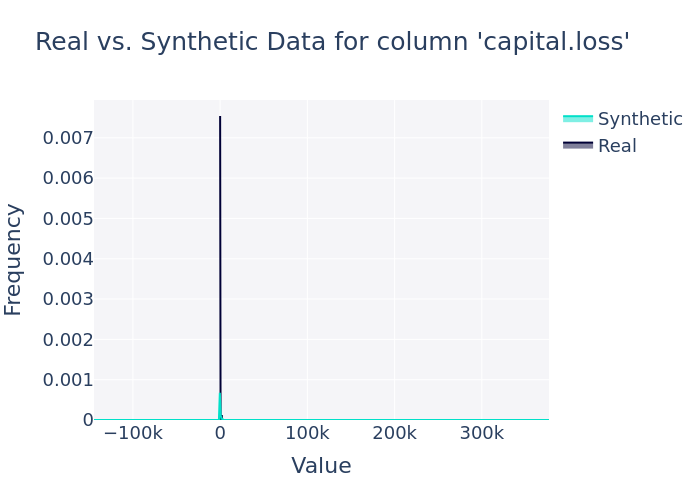 Real vs. Synthetic Data for column 'capital.loss'
Synthetic
Real
Frequency
0.007
0.006
0.005
0.004
0.003
0.002
0.001
0
−100k
0
100k
200k
300k
Value